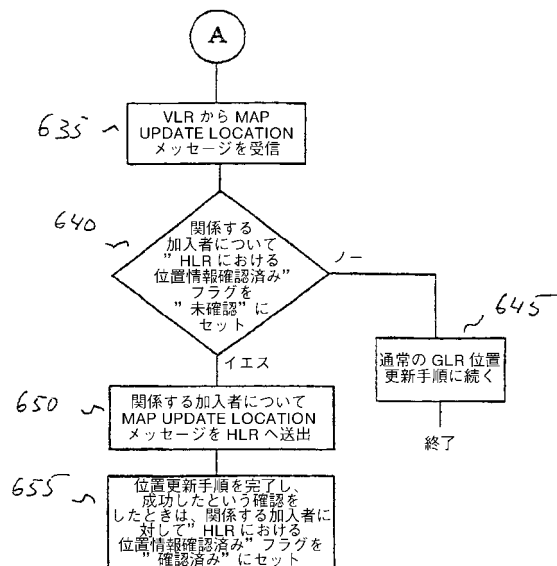 A
635
VLR から MAP
UPDATE LOCATION
メッセージを受信
640
関係する
加入者について
” HLR における
位置情報確認済み”
フラグを
” 未確認” に
セット
ノー
645
通常の GLR 位置
更新手順に続く
終了
イエス
650
関係する加入者について
MAP UPDATE LOCATION
メッセージを HLR へ送出
655
位置更新手順を完了し、
成功したという確認を
したときは、関係する加入者に
対して” HLR における
位置情報確認済み” フラグを
” 確認済み” にセット